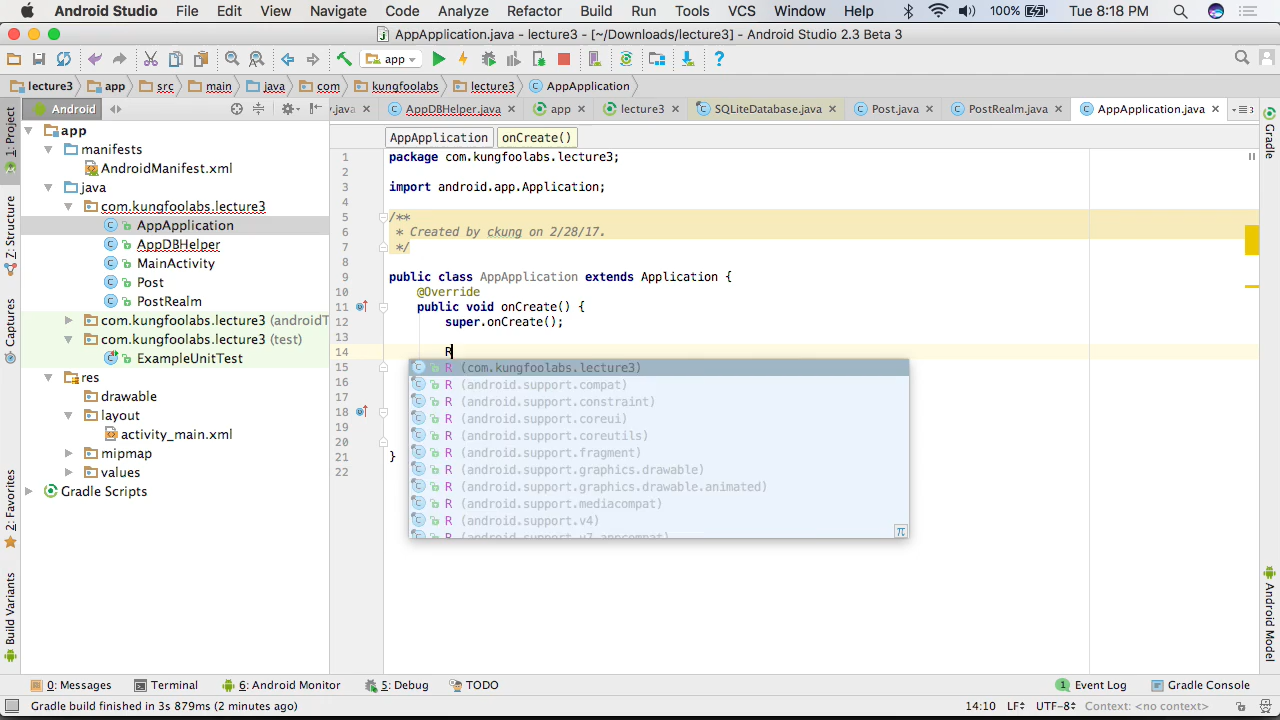 Android Studio File Edit View Navigate Code Analyze Refactor Build Run Tools VCS Window Help 100% Tue 8:18 PM
AppApplication.java - lecture3 - [~/Downloads/lecture3] - Android Studio 2.3 Beta 3
app
lecture3 app src main java com kungfoolabs lecture3 AppApplication
Android
.java AppDBHelper.java app lecture3 SQLiteDatabase.java Post.java PostRealm.java AppApplication.java
AppApplication onCreate()
1: Project
Z: Structure
Captures
2: Favorites
Build Variants
app
manifests
AndroidManifest.xml
java
com.kungfoolabs.lecture3
AppApplication
AppDBHelper
MainActivity
Post
PostRealm
com.kungfoolabs.lecture3 (androidT
com.kungfoolabs.lecture3 (test)
ExampleUnitTest
res
drawable
layout
activity_main.xml
mipmap
values
Gradle Scripts
1 package com.kungfoolabs.lecture3;
2
3 import android.app.Application;
4
5 /**
6 * Created by ckung on 2/28/17.
7 */
8
9 public class AppApplication extends Application {
10 @Override
11 public void onCreate() {
12 super.onCreate();
13
14 R
15
16
17
18
19
20
21 }
22
R (com.kungfoolabs.lecture3)
R (android.support.compat)
R (android.support.constraint)
R (android.support.coreui)
R (android.support.coreutils)
R (android.support.fragment)
R (android.support.graphics.drawable)
R (android.support.graphics.drawable.animated)
R (android.support.mediacompat)
R (android.support.v4)
R (android.support.v7.appcompat)
π
Gradle
Android Model
0: Messages Terminal 6: Android Monitor 5: Debug TODO 1 Event Log Gradle Console
Gradle build finished in 3s 879ms (2 minutes ago) 14:10 LF UTF-8 Context: <no context>